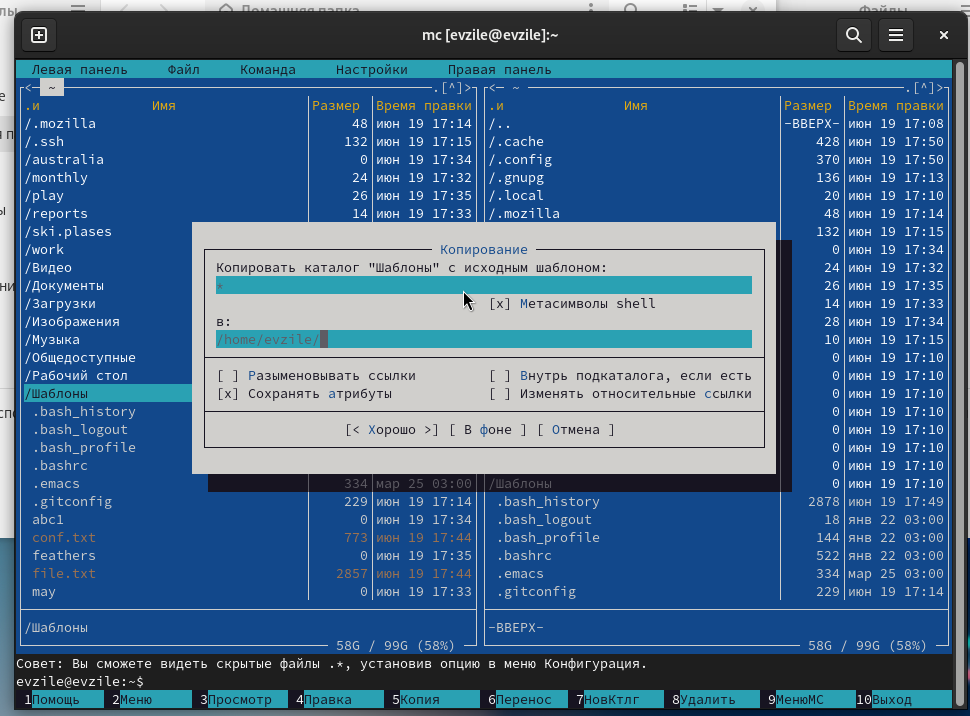 Домашняя папка
Файлы
mc [evzile@evzile]:~
Левая панель Файл Команда Настройки Правая панель
<- ~ .[^]> <- ~ .[^]>
.и Имя Размер Время правки .и Имя Размер Время правки
/.mozilla 48 июн 19 17:14 /.. -ВВЕРХ- июн 19 17:08
/.ssh 132 июн 19 17:15 /.cache 428 июн 19 17:50
/australia 0 июн 19 17:34 /.config 370 июн 19 17:50
/monthly 24 июн 19 17:32 /.gnupg 136 июн 19 17:13
/play 26 июн 19 17:35 /.local 20 июн 19 17:10
/reports 14 июн 19 17:33 /.mozilla 48 июн 19 17:14
/ski.plases 132 июн 19 17:15
/work 0 июн 19 17:34
/Видео 24 июн 19 17:32
/Документы 26 июн 19 17:35
/Загрузки 14 июн 19 17:33
/Изображения 28 июн 19 17:34
/Музыка 10 июн 19 17:15
/Общедоступные 0 июн 19 17:10
/Рабочий стол 0 июн 19 17:10
/Шаблоны 0 июн 19 17:10
.bash_history 0 июн 19 17:10
.bash_logout 0 июн 19 17:10
.bash_profile 0 июн 19 17:10
.bashrc 0 июн 19 17:10
Копирование
Копировать каталог "Шаблоны" с исходным шаблоном:
*
[x] Метасимволы shell
в:
/home/evzile/
[ ] Разыменовывать ссылки [ ] Внутрь подкаталога, если есть
[x] Сохранять атрибуты [ ] Изменять относительные ссылки
[< Хорошо >] [ В фоне ] [ Отмена ]
.emacs 334 мар 25 03:00 /Шаблоны 0 июн 19 17:10
.gitconfig 229 июн 19 17:14 .bash_history 2878 июн 19 17:49
abc1 0 июн 19 17:34 .bash_logout 18 янв 22 03:00
conf.txt 773 июн 19 17:44 .bash_profile 144 янв 22 03:00
feathers 0 июн 19 17:35 .bashrc 522 янв 22 03:00
file.txt 2857 июн 19 17:44 .emacs 334 мар 25 03:00
may 0 июн 19 17:33 .gitconfig 229 июн 19 17:14
/Шаблоны -ВВЕРХ-
58G / 99G (58%) 58G / 99G (58%)
Совет: Вы сможете видеть скрытые файлы .*, установив опцию в меню Конфигурация.
evzile@evzile:~$
1Помощь 2Меню 3Просмотр 4Правка 5Копия 6Перенос 7НовКтлг 8Удалить 9МенюМС 10Выход